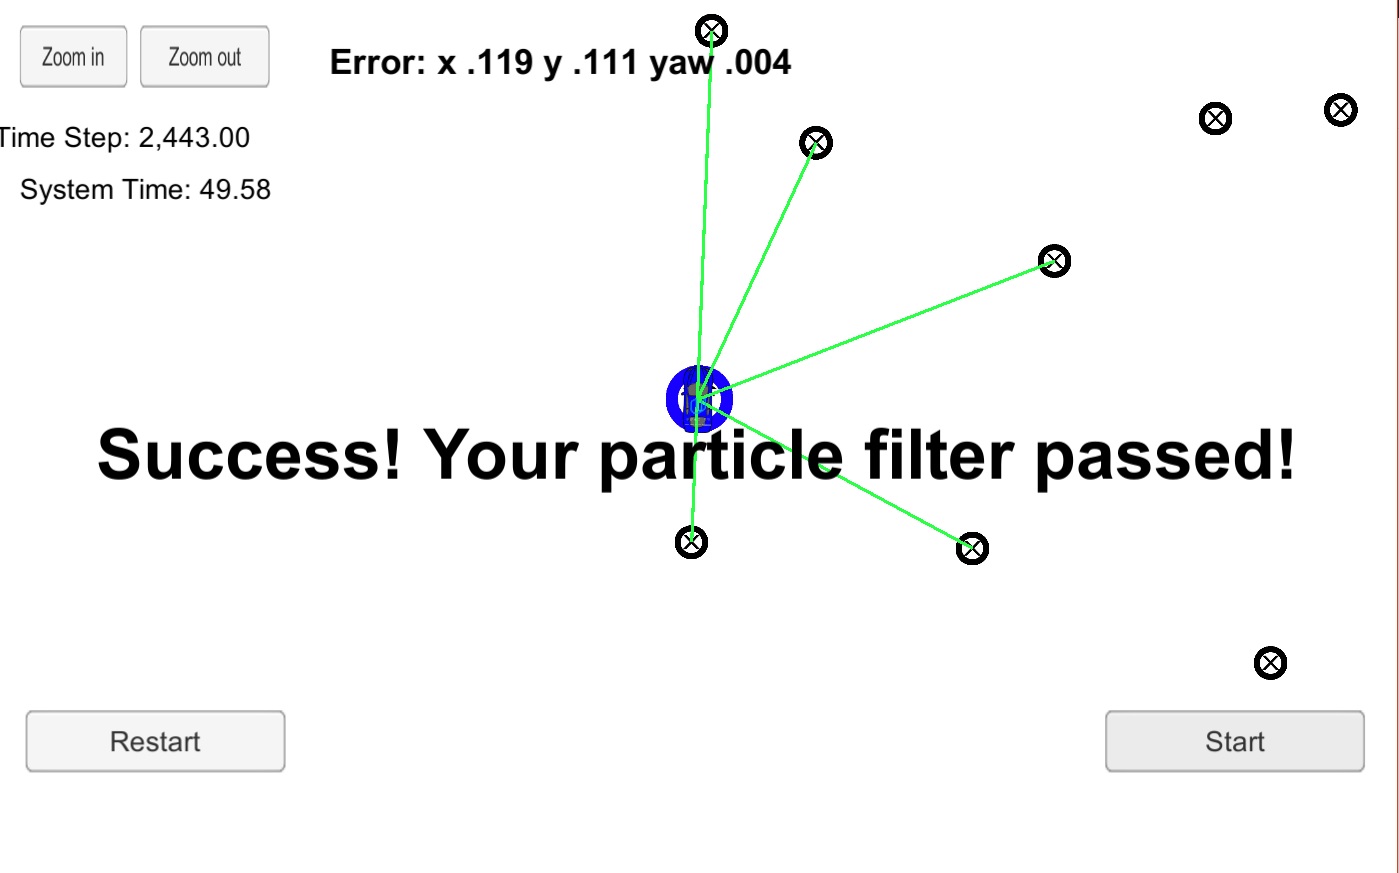 Zoom in
Zoom out
Error: x .119 y .111 yaw .004
Time Step: 2,443.00
System Time: 49.58
Success! Your particle filter passed!
Restart
Start